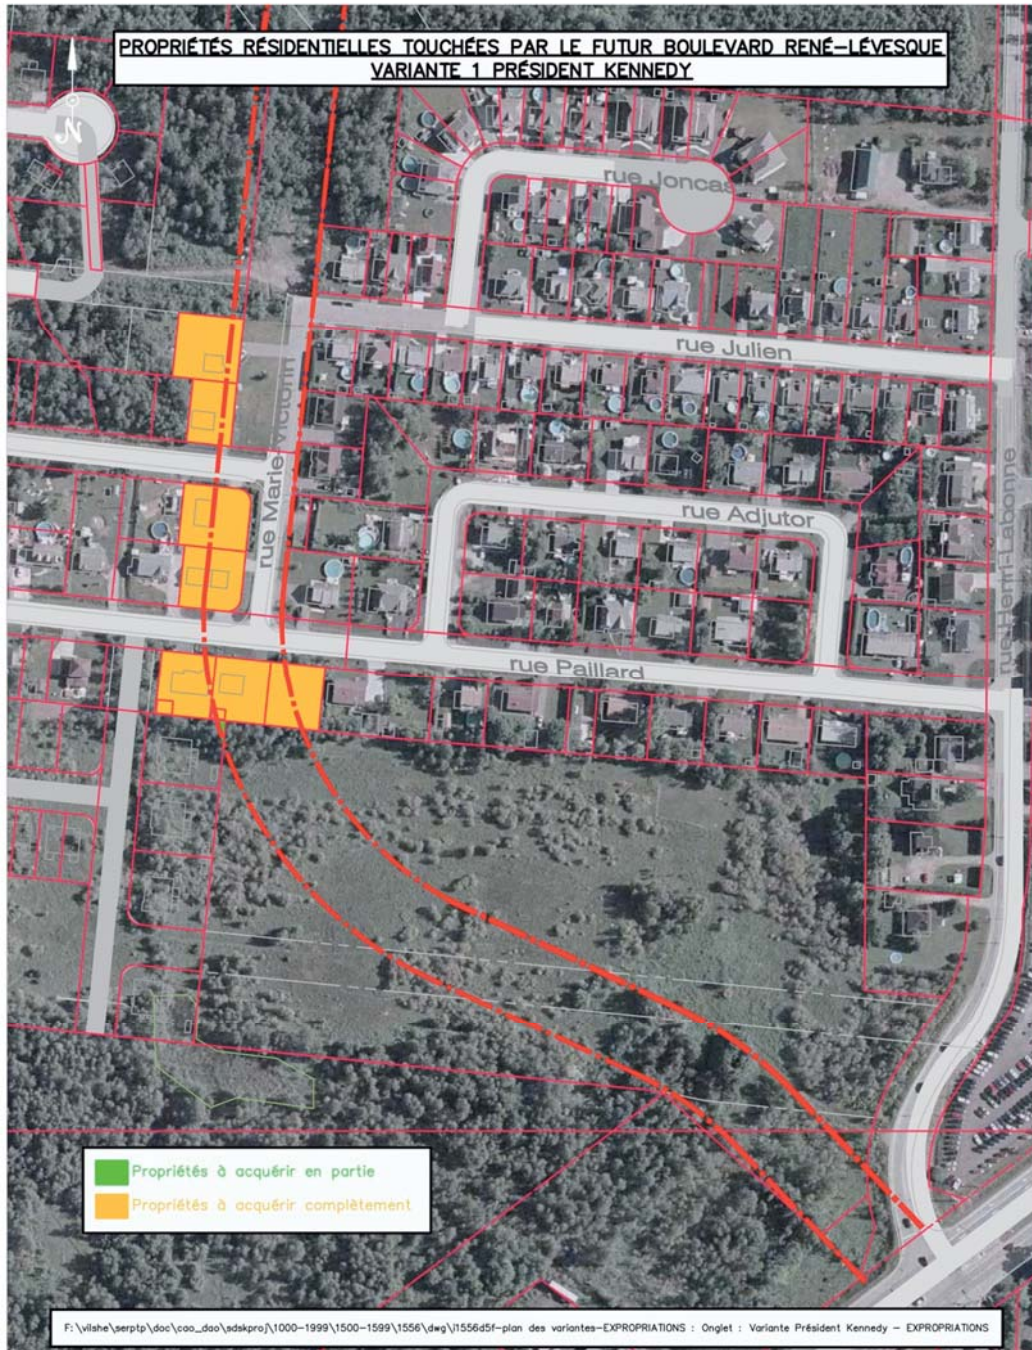 PROPRIÉTÉS RÉSIDENTIELLES TOUCHÉES PAR LE FUTUR BOULEVARD RENÉ-LÉVESQUE
VARIANTE 1 PRÉSIDENT KENNEDY
N
rue Joncas
rue Julien
rue Marie-Victorin
rue Henri-Labonne
rue Adjutor
rue Paillard
Propriétés à acquérir en partie
Propriétés à acquérir complètement
F:\vilshe\serptp\doc\cao_dao\sdskproj\1000-1999\1500-1599\1556\dwg\j1556d5f-plan des variantes-EXPROPRIATIONS : Onglet : Variante Président Kennedy - EXPROPRIATIONS